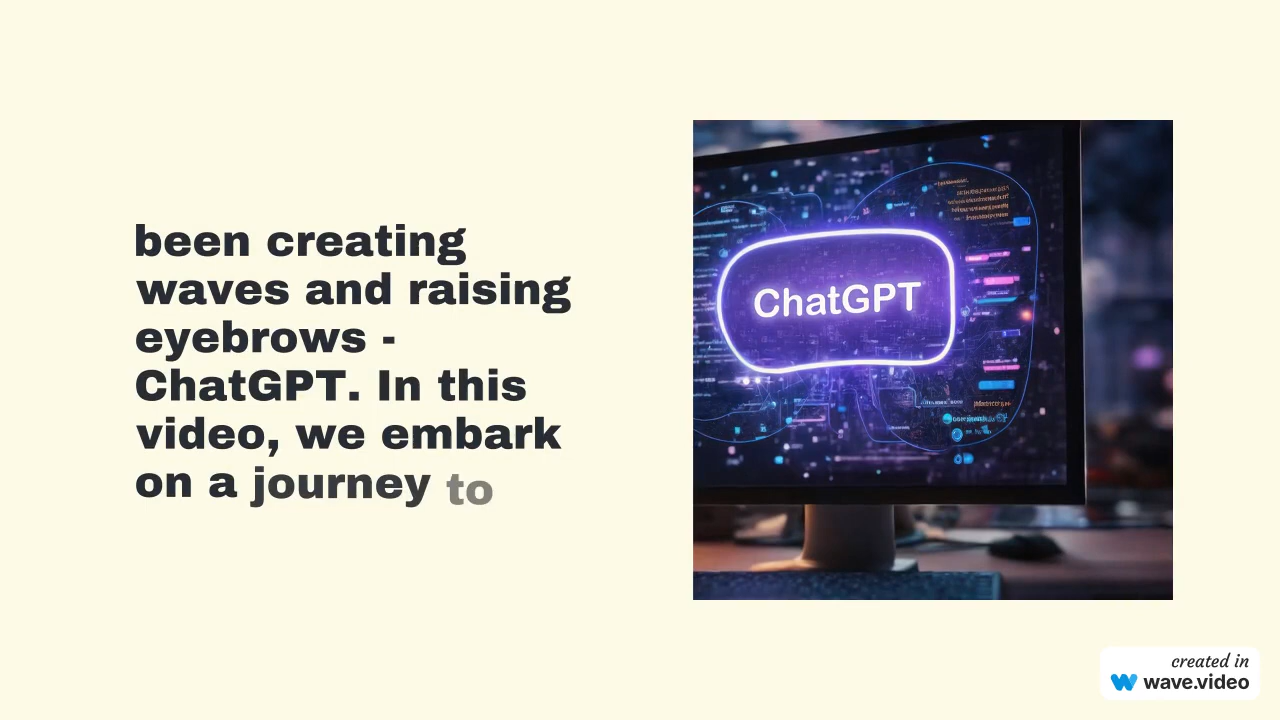 been creating
waves and raising
eyebrows -
ChatGPT. In this
video, we embark
on a journey to
ChatGPT
created in
wave.video